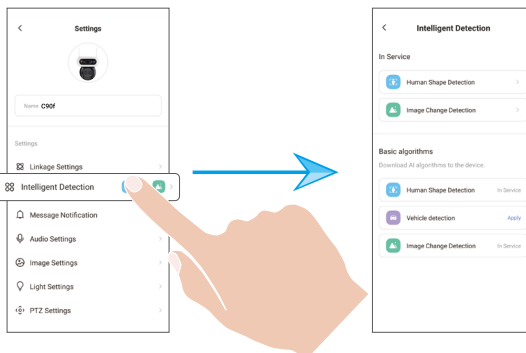 Settings
Name C90f
Settings
Linkage Settings
Intelligent Detection
Message Notification
Audio Settings
Image Settings
Light Settings
PTZ Settings
Intelligent Detection
In Service
Human Shape Detection
Image Change Detection
Basic algorithms
Download AI algorithms to the device.
Human Shape Detection In Service
Vehicle detection Apply
Image Change Detection In Service